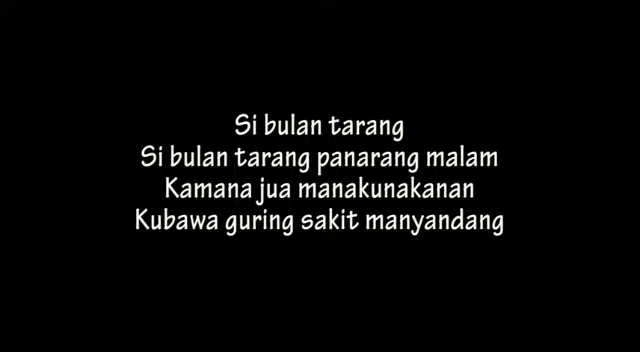 Si bulan tarang
Si bulan tarang panarang malam
Kamana jua manakunakanan
Kubawa guring sakit manyandang